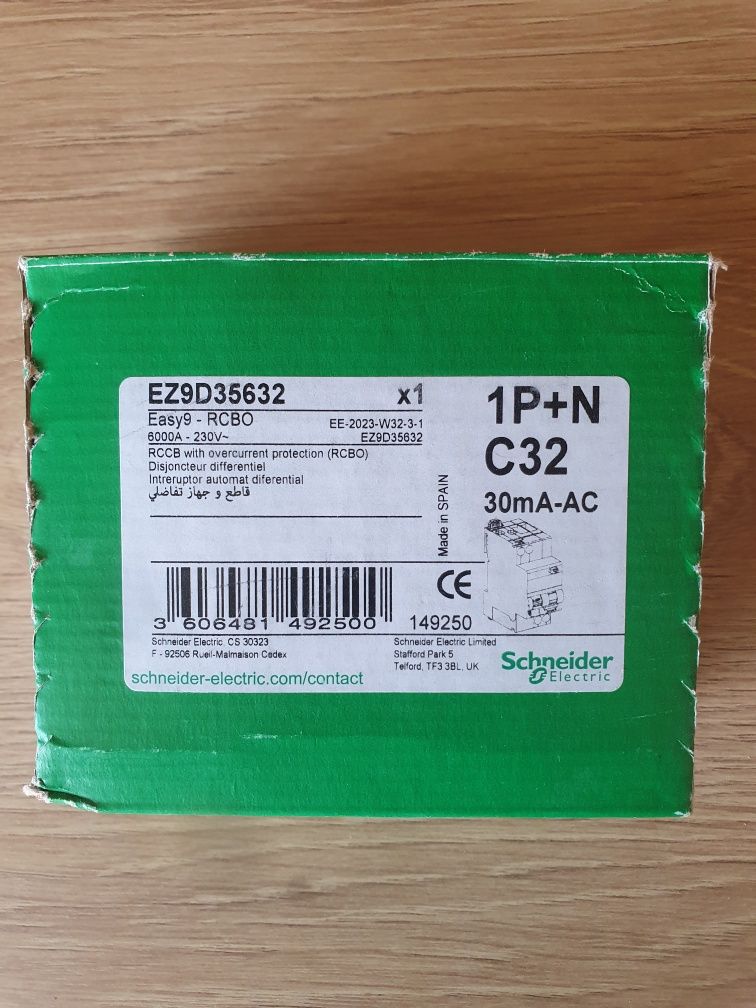 EZ9D35632 x1
Easy9 - RCBO EE-2023-W32-3-1
6000A - 230V~ EZ9D35632
RCCB with overcurrent protection (RCBO)
Disjoncteur differentiel
Interuptor automat diferential
قاطع و جهاز تفاضلي
1P+N
C32
30mA-AC
Made in SPAIN
CE
3 606481 492500 149250
Schneider Electric, CS 30323
F - 92506 Rueil-Malmaison Cedex
Schneider Electric Limited
Stafford Park 5
Telford, TF3 3BL, UK
schneider-electric.com/contact
Schneider
Electric